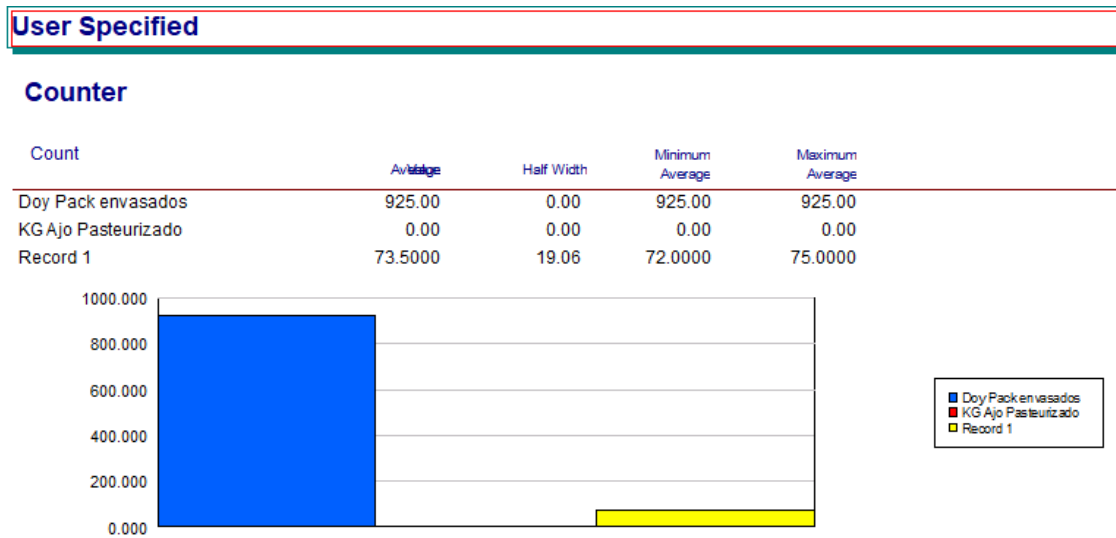 User Specified
Counter
Count Average Half Width Minimum Average Maximum Average
Doy Pack envasados 925.00 0.00 925.00 925.00
KG Ajo Pasteurizado 0.00 0.00 0.00 0.00
Record 1 73.5000 19.06 72.0000 75.0000
1000.000
800.000
600.000
400.000
200.000
0.000
Doy Pack envasados
KG Ajo Pasteurizado
Record 1